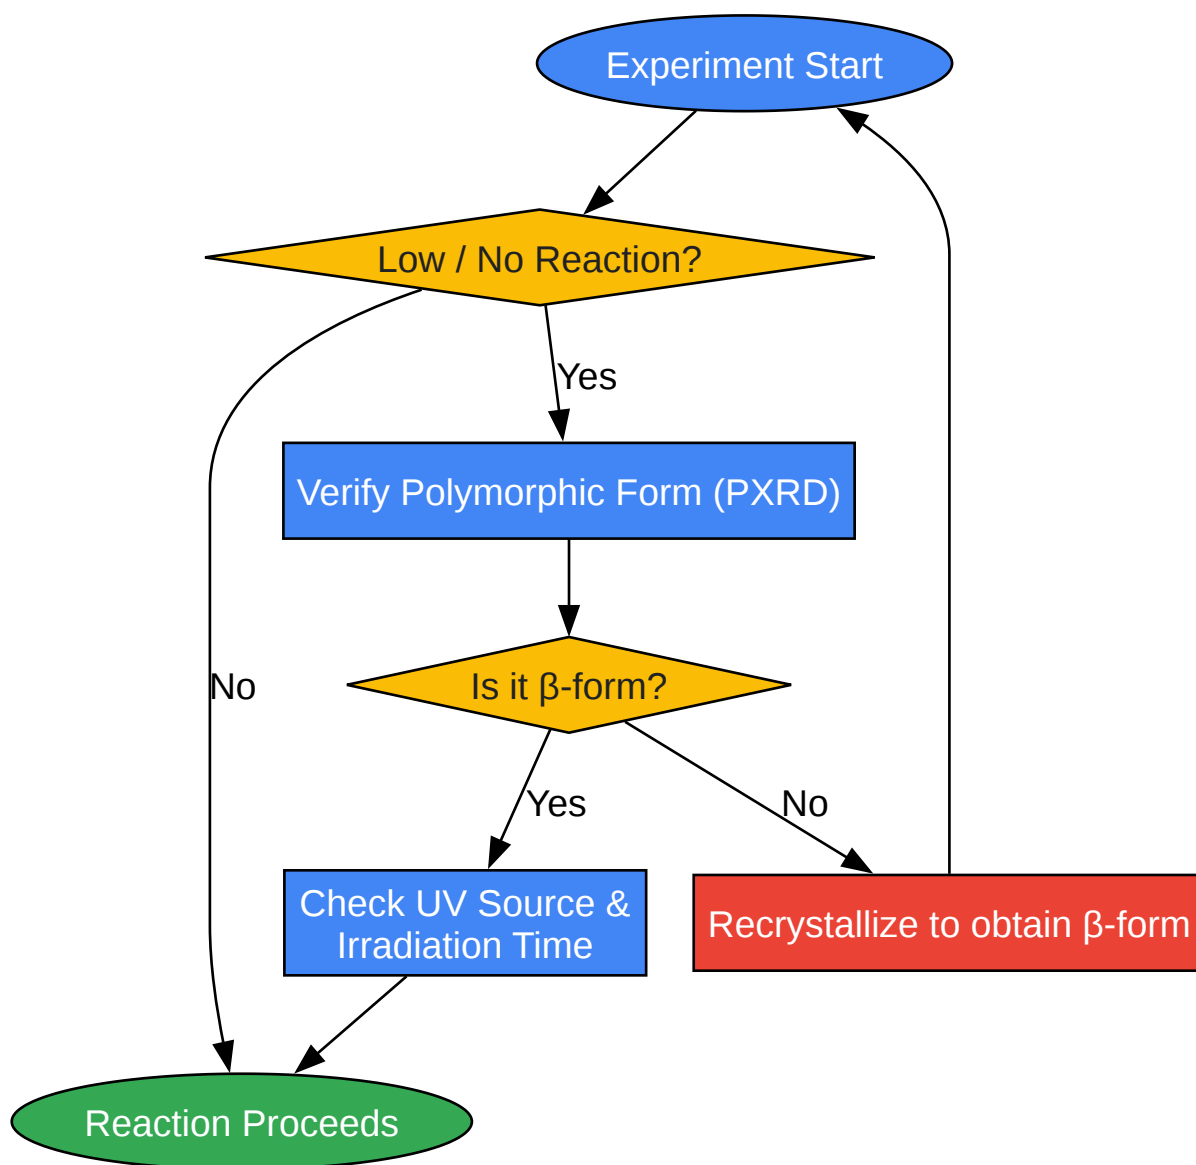 Experiment Start
Low / No Reaction?
Yes
Verify Polymorphic Form (PXRD)
No
Is it β-form?
Yes
No
Check UV Source &
Irradiation Time
Recrystallize to obtain β-form
Reaction Proceeds